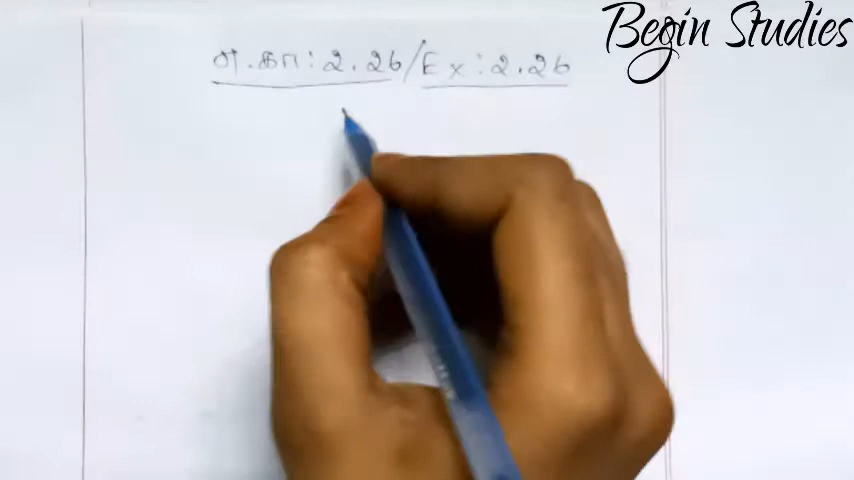 Begin Studies
எ.கா : 2.26 / Ex : 2.26